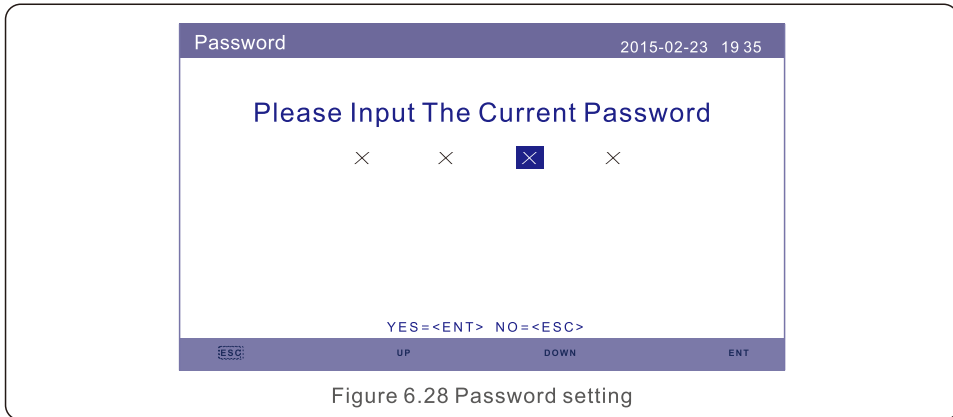 Password 2015-02-23 19 35
Please Input The Current Password
× × × ×
YES=<ENT> NO=<ESC>
ESC UP DOWN ENT
Figure 6.28 Password setting